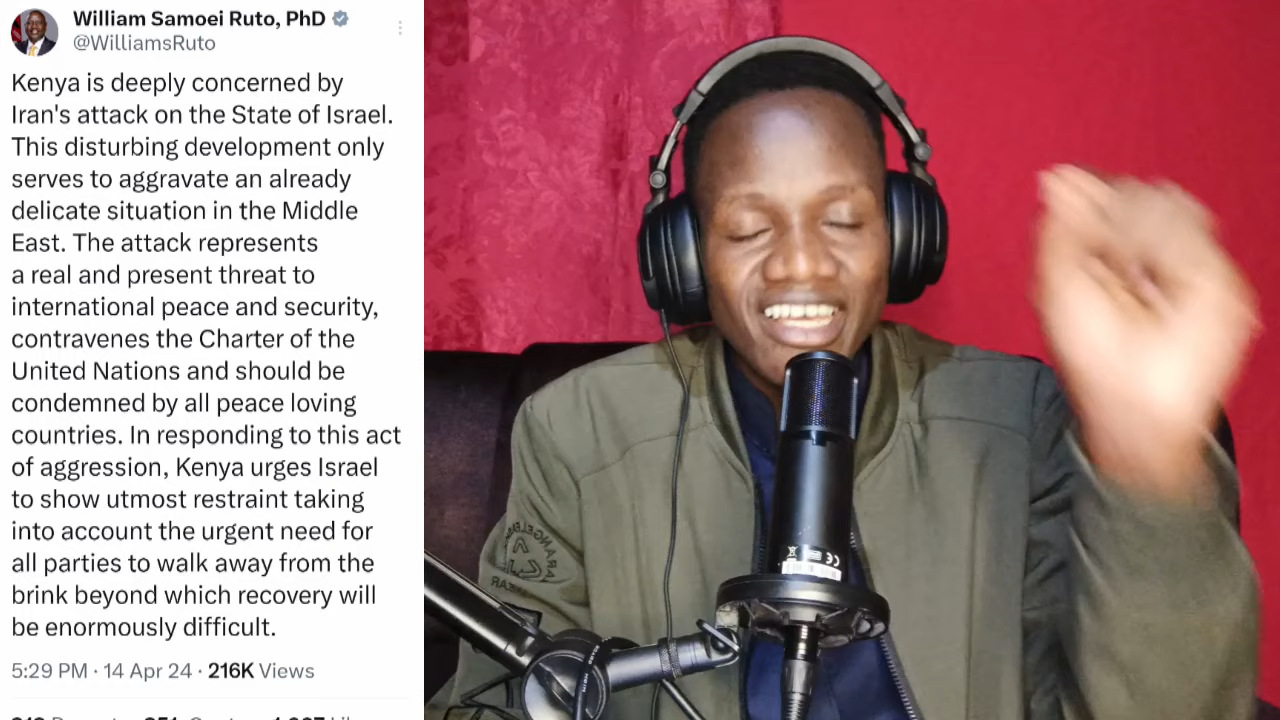 William Samoei Ruto, PhD
@WilliamsRuto
Kenya is deeply concerned by
Iran's attack on the State of Israel.
This disturbing development only
serves to aggravate an already
delicate situation in the Middle
East. The attack represents
a real and present threat to
international peace and security,
contravenes the Charter of the
United Nations and should be
condemned by all peace loving
countries. In responding to this act
of aggression, Kenya urges Israel
to show utmost restraint taking
into account the urgent need for
all parties to walk away from the
brink beyond which recovery will
be enormously difficult.
5:29 PM · 14 Apr 24 · 216K Views
CE